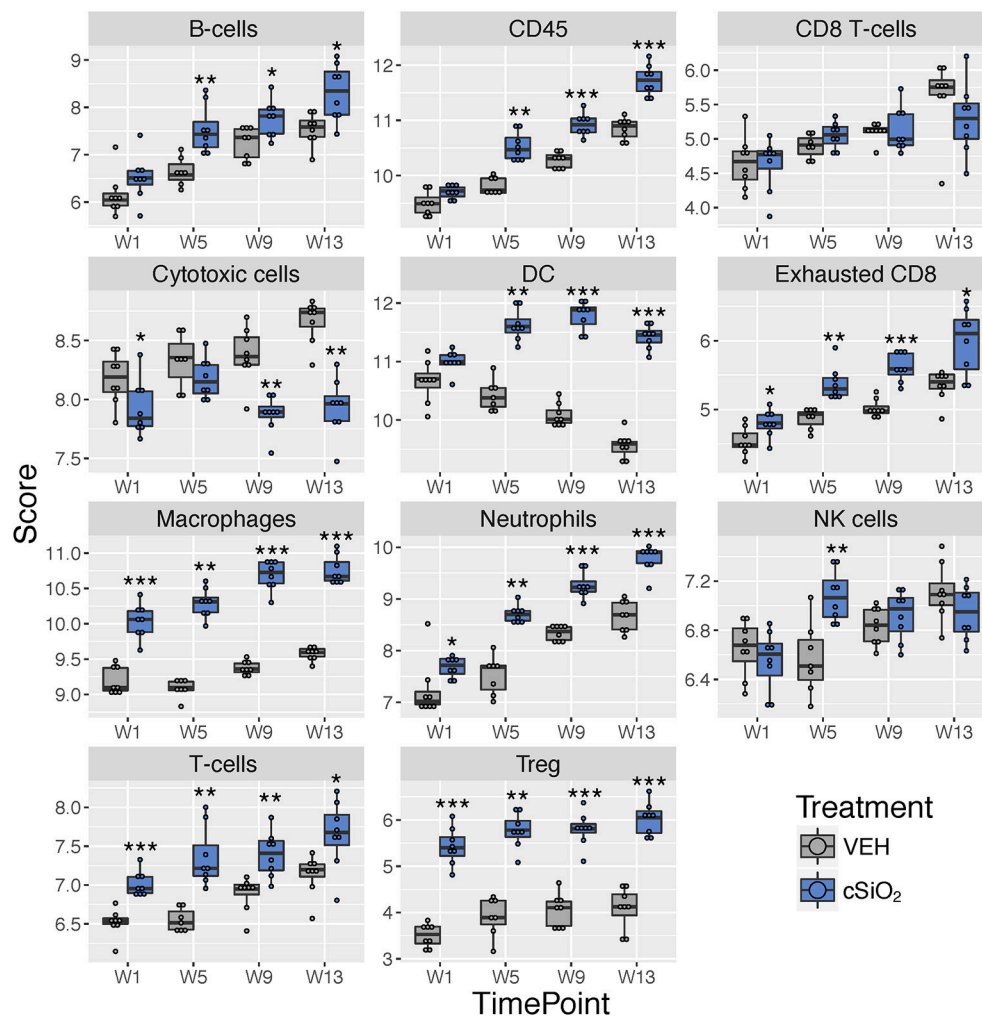 B-cells CD45 CD8 T-cells
* *** 
9 ** * 12 *** 6.0
8 ** 11 5.5
7 5.0
6 10 4.5
4.0
W1 W5 W9 W13 W1 W5 W9 W13 W1 W5 W9 W13
Cytotoxic cells DC Exhausted CD8
* ** ** ** *** *** * ** *** *
8.5 12 6
8.0 11 5
7.5 10
W1 W5 W9 W13 W1 W5 W9 W13 W1 W5 W9 W13
Score
Macrophages Neutrophils NK cells
*** ** *** *** * ** *** *** **
11.0 10 7.2
10.5 9 6.8
10.0 8 6.4
9.5 7
9.0
W1 W5 W9 W13 W1 W5 W9 W13 W1 W5 W9 W13
T-cells Treg
*** ** ** * *** ** *** ***
8.0 6
7.5 5
7.0 4
6.5 3
W1 W5 W9 W13 W1 W5 W9 W13
TimePoint
Treatment
VEH
cSiO₂